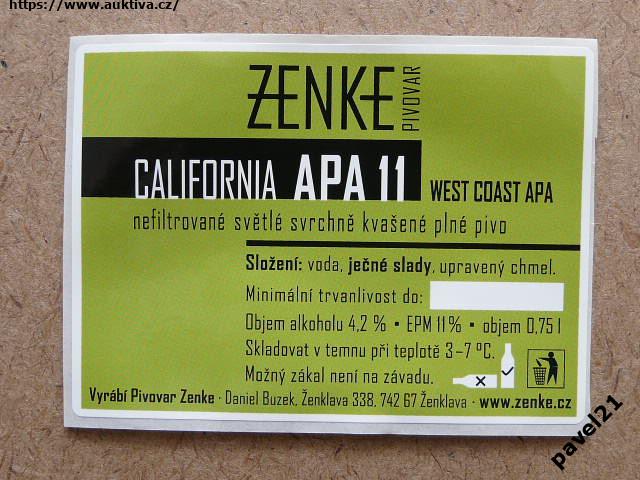 https://www.auktiva.cz/
ZENKE PIVOVAR
CALIFORNIA APA 11 WEST COAST APA
nefiltrované světlé svrchně kvašené plné pivo
Složení: voda, ječné slady, upravený chmel.
Minimální trvanlivost do:
Objem alkoholu 4,2 % • EPM 11% • objem 0,75 l
Skladovat v temnu při teplotě 3–7 ºC.
Možný zákal není na závadu.
Vyrábí Pivovar Zenke · Daniel Buzek, Ženklava 338, 742 67 Ženklava · www.zenke.cz
pavel21